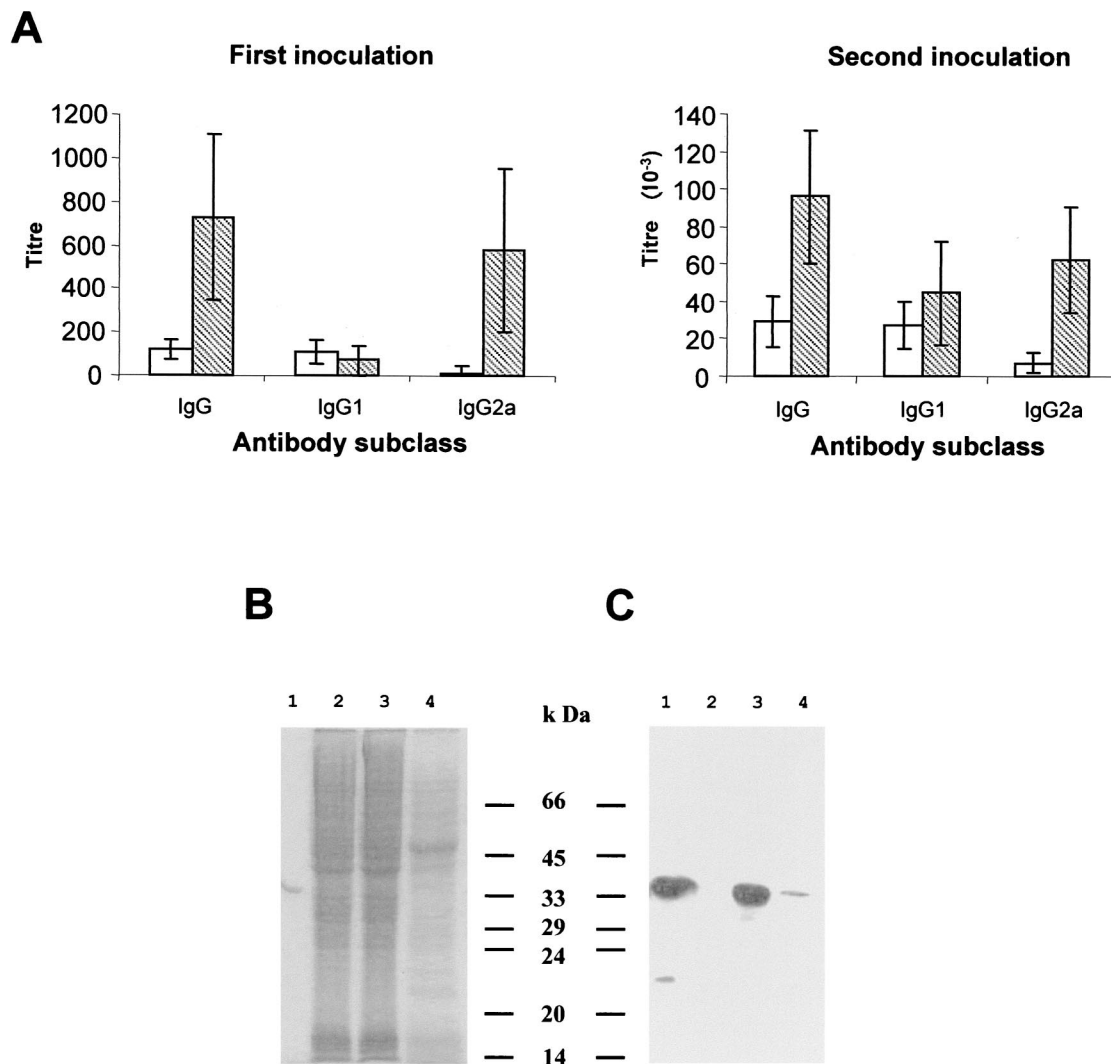 A
First inoculation
Titre
1200
1000
800
600
400
200
0
IgG IgG1 IgG2a
Antibody subclass
Second inoculation
Titre (10⁻³)
140
120
100
80
60
40
20
0
IgG IgG1 IgG2a
Antibody subclass
B
1 2 3 4
k Da
66
45
33
29
24
20
14
C
1 2 3 4